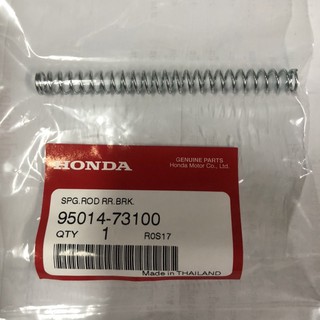 HONDA
GENUINE PARTS
Honda Motor Co., Ltd.
SPG.ROD RR.BRK.
95014-73100
QTY 1 R0S17
Made in THAILAND